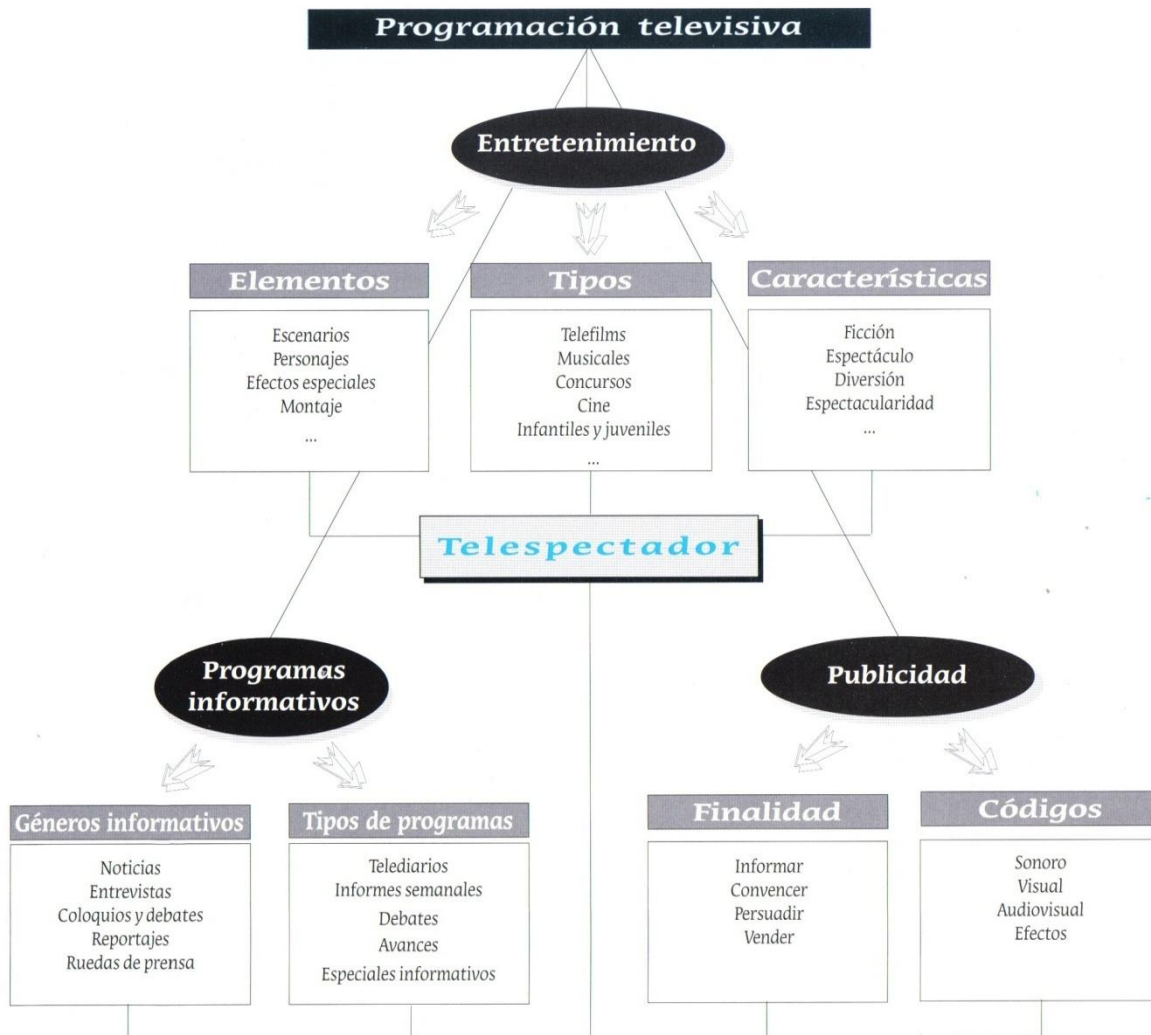 Programación televisiva
Entretenimiento
Elementos
Escenarios
Personajes
Efectos especiales
Montaje
...
Tipos
Telefilms
Musicales
Concursos
Cine
Infantiles y juveniles
...
Características
Ficción
Espectáculo
Diversión
Espectacularidad
...
Telespectador
Programas
informativos
Géneros informativos
Noticias
Entrevistas
Coloquios y debates
Reportajes
Ruedas de prensa
Tipos de programas
Telediarios
Informes semanales
Debates
Avances
Especiales informativos
Publicidad
Finalidad
Informar
Convencer
Persuadir
Vender
Códigos
Sonoro
Visual
Audiovisual
Efectos